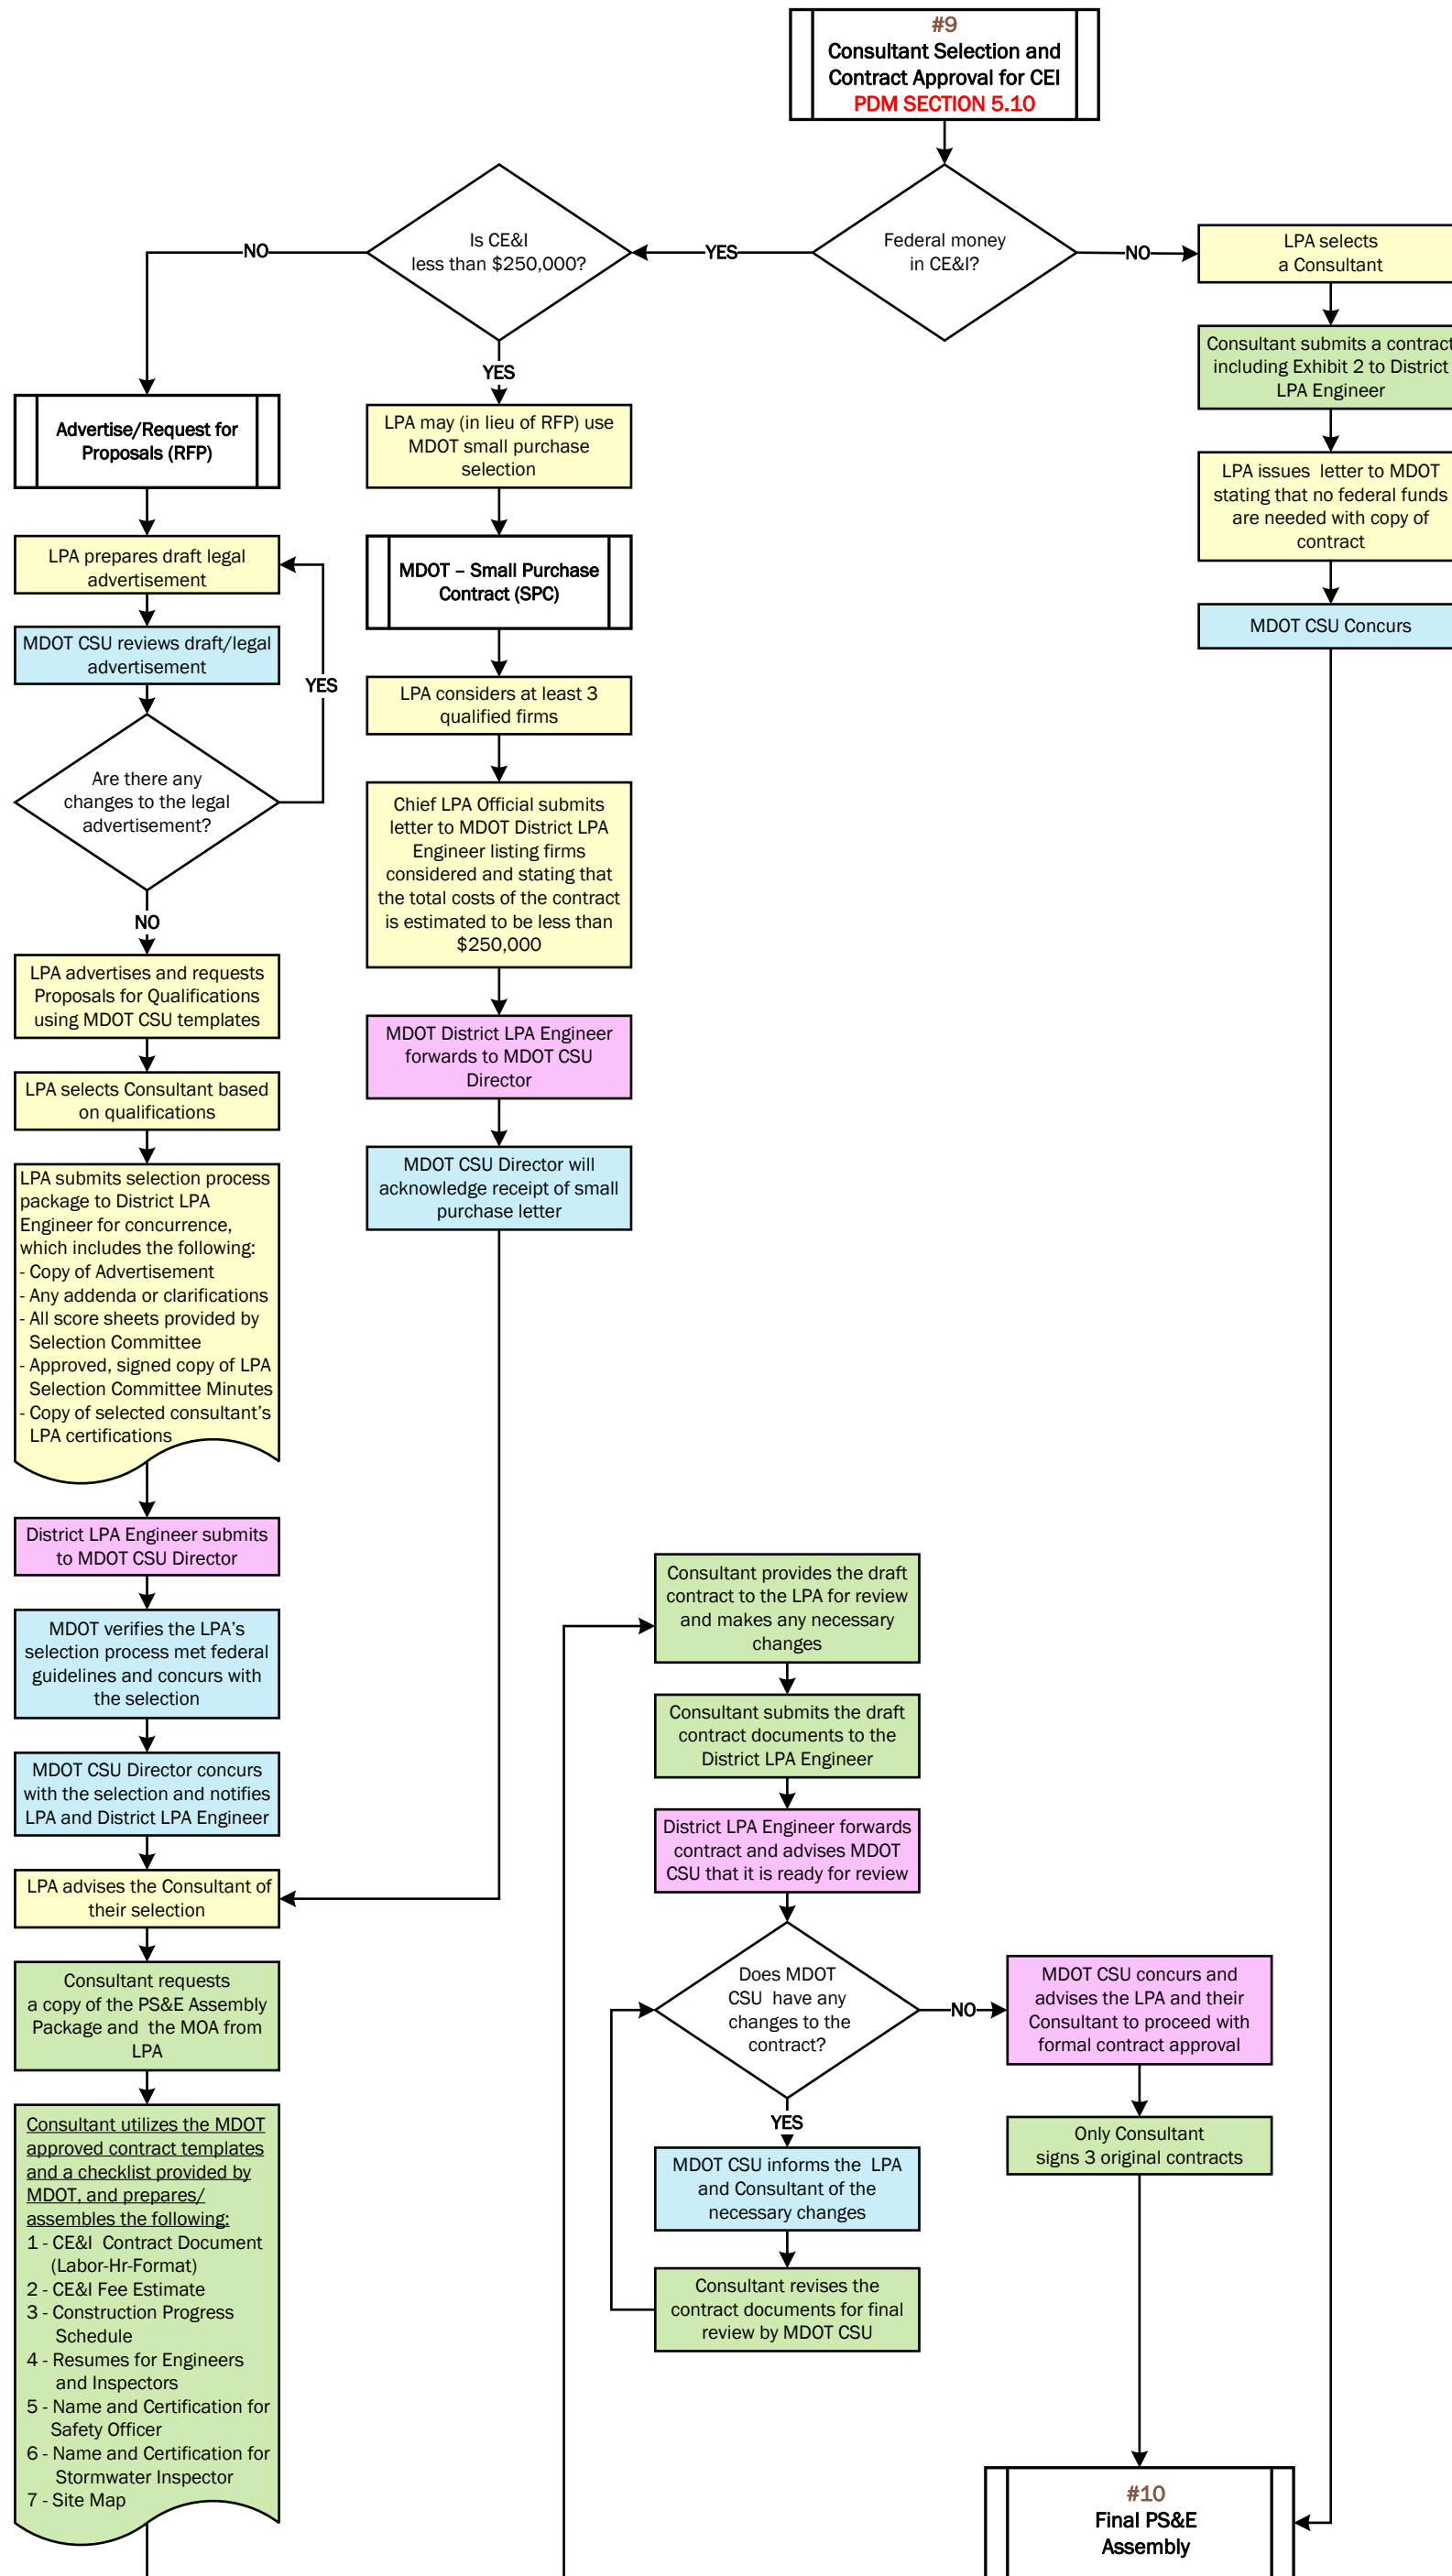 #9
Consultant Selection and
Contract Approval for CEI
PDM SECTION 5.10
Federal money
in CE&I?
YES
NO
Is CE&I
less than $250,000?
NO
YES
LPA selects
a Consultant
Consultant submits a contract
including Exhibit 2 to District
LPA Engineer
LPA issues  letter to MDOT
stating that no federal funds
are needed with copy of
contract
MDOT CSU Concurs
Advertise/Request for
Proposals (RFP)
LPA prepares draft legal
advertisement
MDOT CSU reviews draft/legal
advertisement
YES
Are there any
changes to the legal
advertisement?
NO
LPA advertises and requests
Proposals for Qualifications
using MDOT CSU templates
LPA selects Consultant based
on qualifications
LPA submits selection process
package to District LPA
Engineer for concurrence,
which includes the following:
- Copy of Advertisement
- Any addenda or clarifications
- All score sheets provided by
Selection Committee
- Approved, signed copy of LPA
Selection Committee Minutes
- Copy of selected consultant’s
LPA certifications
District LPA Engineer submits
to MDOT CSU Director
MDOT verifies the LPA’s
selection process met federal
guidelines and concurs with
the selection
MDOT CSU Director concurs
with the selection and notifies
LPA and District LPA Engineer
LPA advises the Consultant of
their selection
Consultant requests
a copy of the PS&E Assembly
Package and  the MOA from
LPA
Consultant utilizes the MDOT
approved contract templates
and a checklist provided by
MDOT, and prepares/
assembles the following:
1 - CE&I  Contract Document
(Labor-Hr-Format)
2 - CE&I Fee Estimate
3 - Construction Progress
Schedule
4 - Resumes for Engineers
and Inspectors
5 - Name and Certification for
Safety Officer
6 - Name and Certification for
Stormwater Inspector
7 - Site Map
LPA may (in lieu of RFP) use
MDOT small purchase
selection
MDOT – Small Purchase
Contract (SPC)
LPA considers at least 3
qualified firms
Chief LPA Official submits
letter to MDOT District LPA
Engineer listing firms
considered and stating that
the total costs of the contract
is estimated to be less than
$250,000
MDOT District LPA Engineer
forwards to MDOT CSU
Director
MDOT CSU Director will
acknowledge receipt of small
purchase letter
Consultant provides the draft
contract to the LPA for review
and makes any necessary
changes
Consultant submits the draft
contract documents to the
District LPA Engineer
District LPA Engineer forwards
contract and advises MDOT
CSU that it is ready for review
Does MDOT
CSU  have any
changes to the
contract?
NO
YES
MDOT CSU informs the  LPA
and Consultant of the
necessary changes
Consultant revises the
contract documents for final
review by MDOT CSU
MDOT CSU concurs and
advises the LPA and their
Consultant to proceed with
formal contract approval
Only Consultant
signs 3 original contracts
#10
Final PS&E
Assembly